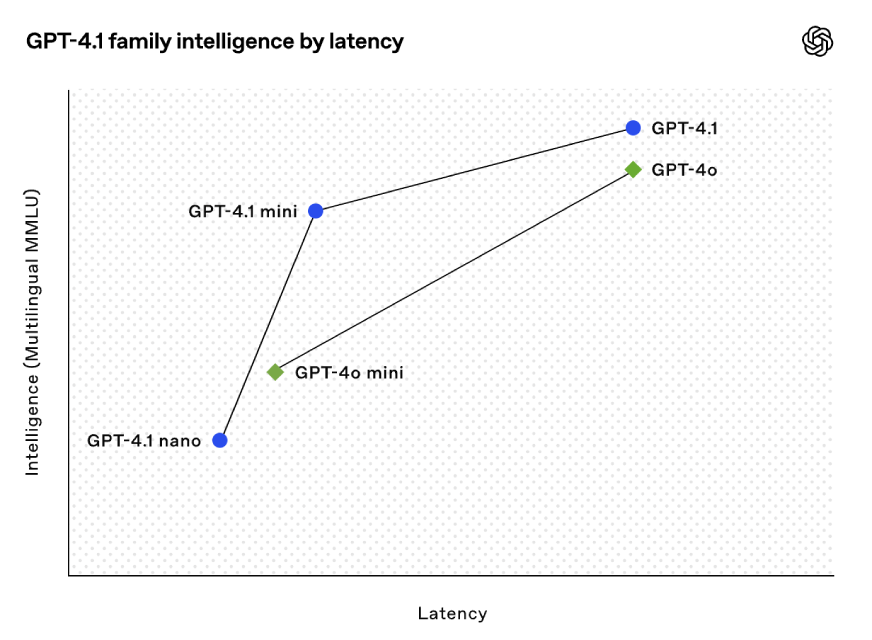 GPT-4.1 family intelligence by latency
GPT-4.1
GPT-4o
GPT-4.1 mini
GPT-4o mini
GPT-4.1 nano
Intelligence (Multilingual MMLU)
Latency